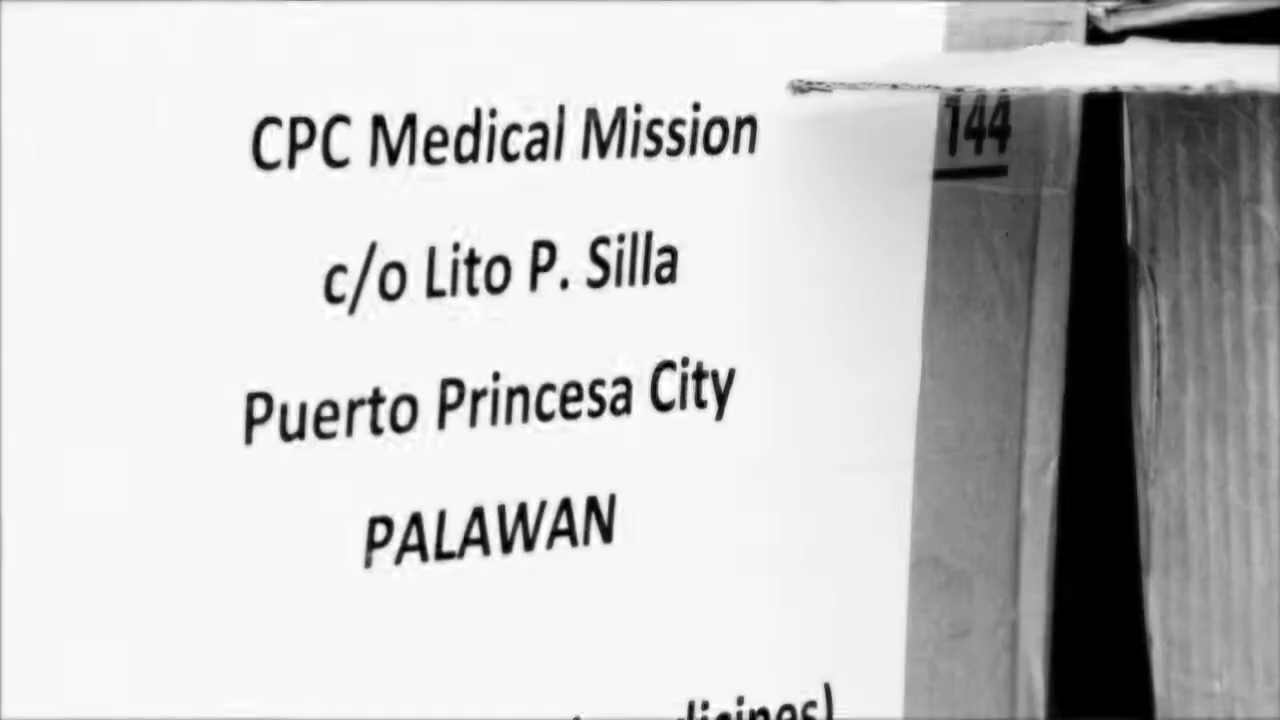 CPC Medical Mission
c/o Lito P. Silla
Puerto Princesa City
PALAWAN
144